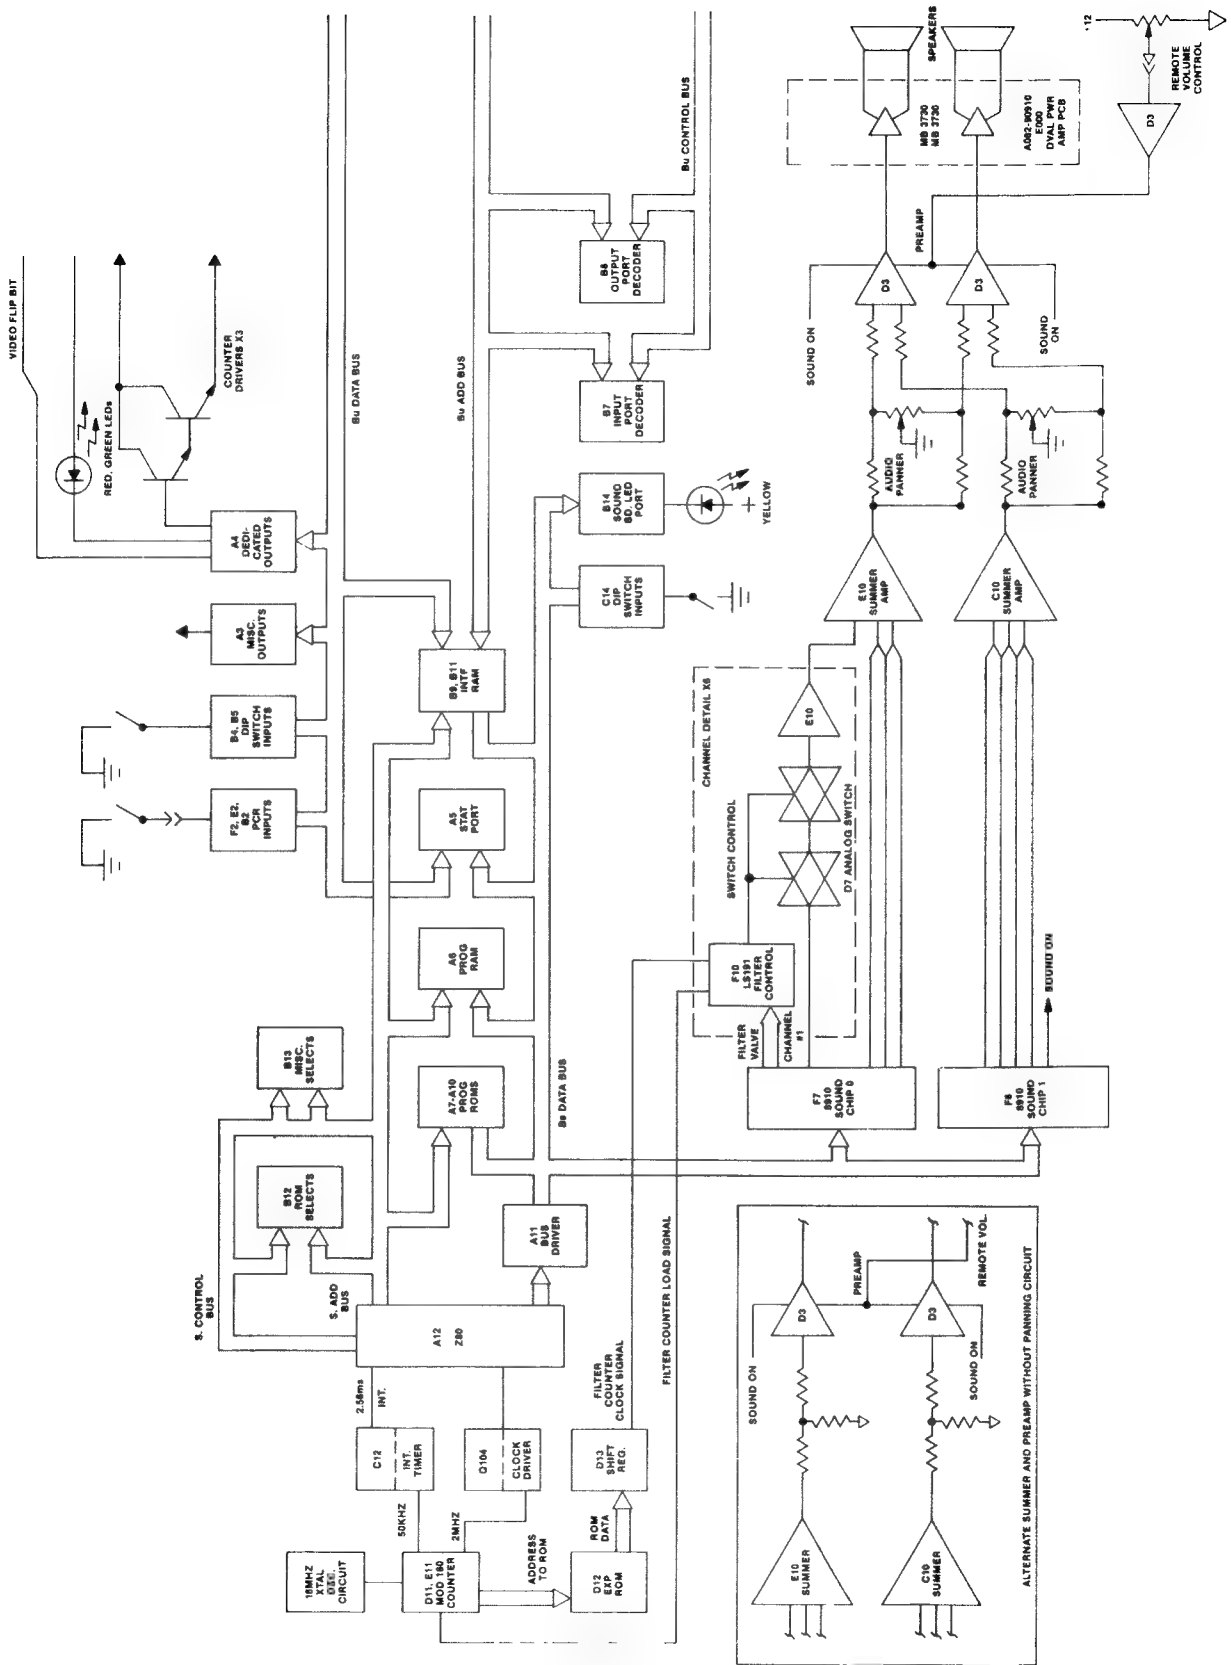 VIDEO FLIP BIT
RED, GREEN LEDs
COUNTER
DRIVERS X3
A4
DEDI-
CATED
OUTPUTS
A3
MISC.
OUTPUTS
B4, B5
DIP
SWITCH
INPUTS
F2, E2,
B2
PCR
INPUTS
Bu DATA BUS
Bu ADD BUS
Bu CONTROL BUS
B8
OUTPUT
PORT
DECODER
B7
INPUT
PORT
DECODER
B9, B11
INTF
RAM
A5
STAT
PORT
A6
PROG
RAM
A7-A10
PROG
ROMS
B14
SOUND
BD. LED
PORT
+
YELLOW
C14 DIP
SWITCH
INPUTS
B13
MISC.
SELECTS
B12
ROM
SELECTS
S. CONTROL
BUS
S. ADD
BUS
A12
Z80
A11
BUS
DRIVER
Bs DATA BUS
2.56ms
INT.
C12
INT.
TIMER
Q104
CLOCK
DRIVER
50KHZ
2MHZ
XTAL
CIRCUIT
D11, E11
MOD 160
COUNTER
ADDRESS
TO ROM
D12
EXP
ROM
ROM
DATA
D13
SHIFT
REG.
FILTER
COUNTER
CLOCK SIGNAL
FILTER COUNTER LOAD SIGNAL
CHANNEL DETAIL X6
F10
LS191
FILTER
CONTROL
SWITCH CONTROL
D7 ANALOG SWITCH
E10
FILTER
VALVE
CHANNEL
#1
F7
8910
SOUND
CHIP 0
F8
8910
SOUND
CHIP 1
SOUND ON
E10
SUMMER
AMP
C10
SUMMER
AMP
AUDIO
PANNER
AUDIO
PANNER
SOUND ON
D3
PREAMP
D3
SOUND
ON
MB 3730
MB 3730
A082-90910
E000
DVAL PWR
AMP PCB
SPEAKERS
D3
REMOTE
VOLUME
CONTROL
E10
SUMMER
C10
SUMMER
SOUND ON
D3
PREAMP
D3
SOUND ON
REMOTE VOL.
ALTERNATE SUMMER AND PREAMP WITHOUT PANNING CIRCUIT